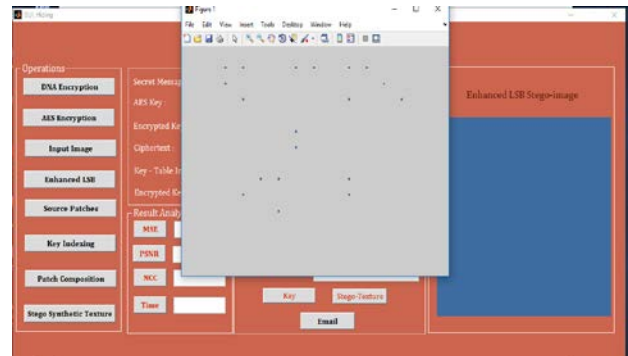 Figure 1
File Edit View Insert Tools Desktop Window Help
Operations
DNA Encryption
AES Encryption
Input Image
Enhanced LSB
Source Patches
Key Indexing
Patch Composition
Stego Synthetic Texture
Secret Messag
AES Key
Encrypted Ke
Ciphertext
Key - Table In
Encrypted Ke
Result Analy
MSE
PSNR
NCC
Time
Key
Stego-Texture
Email
Enhanced LSB Stego-image